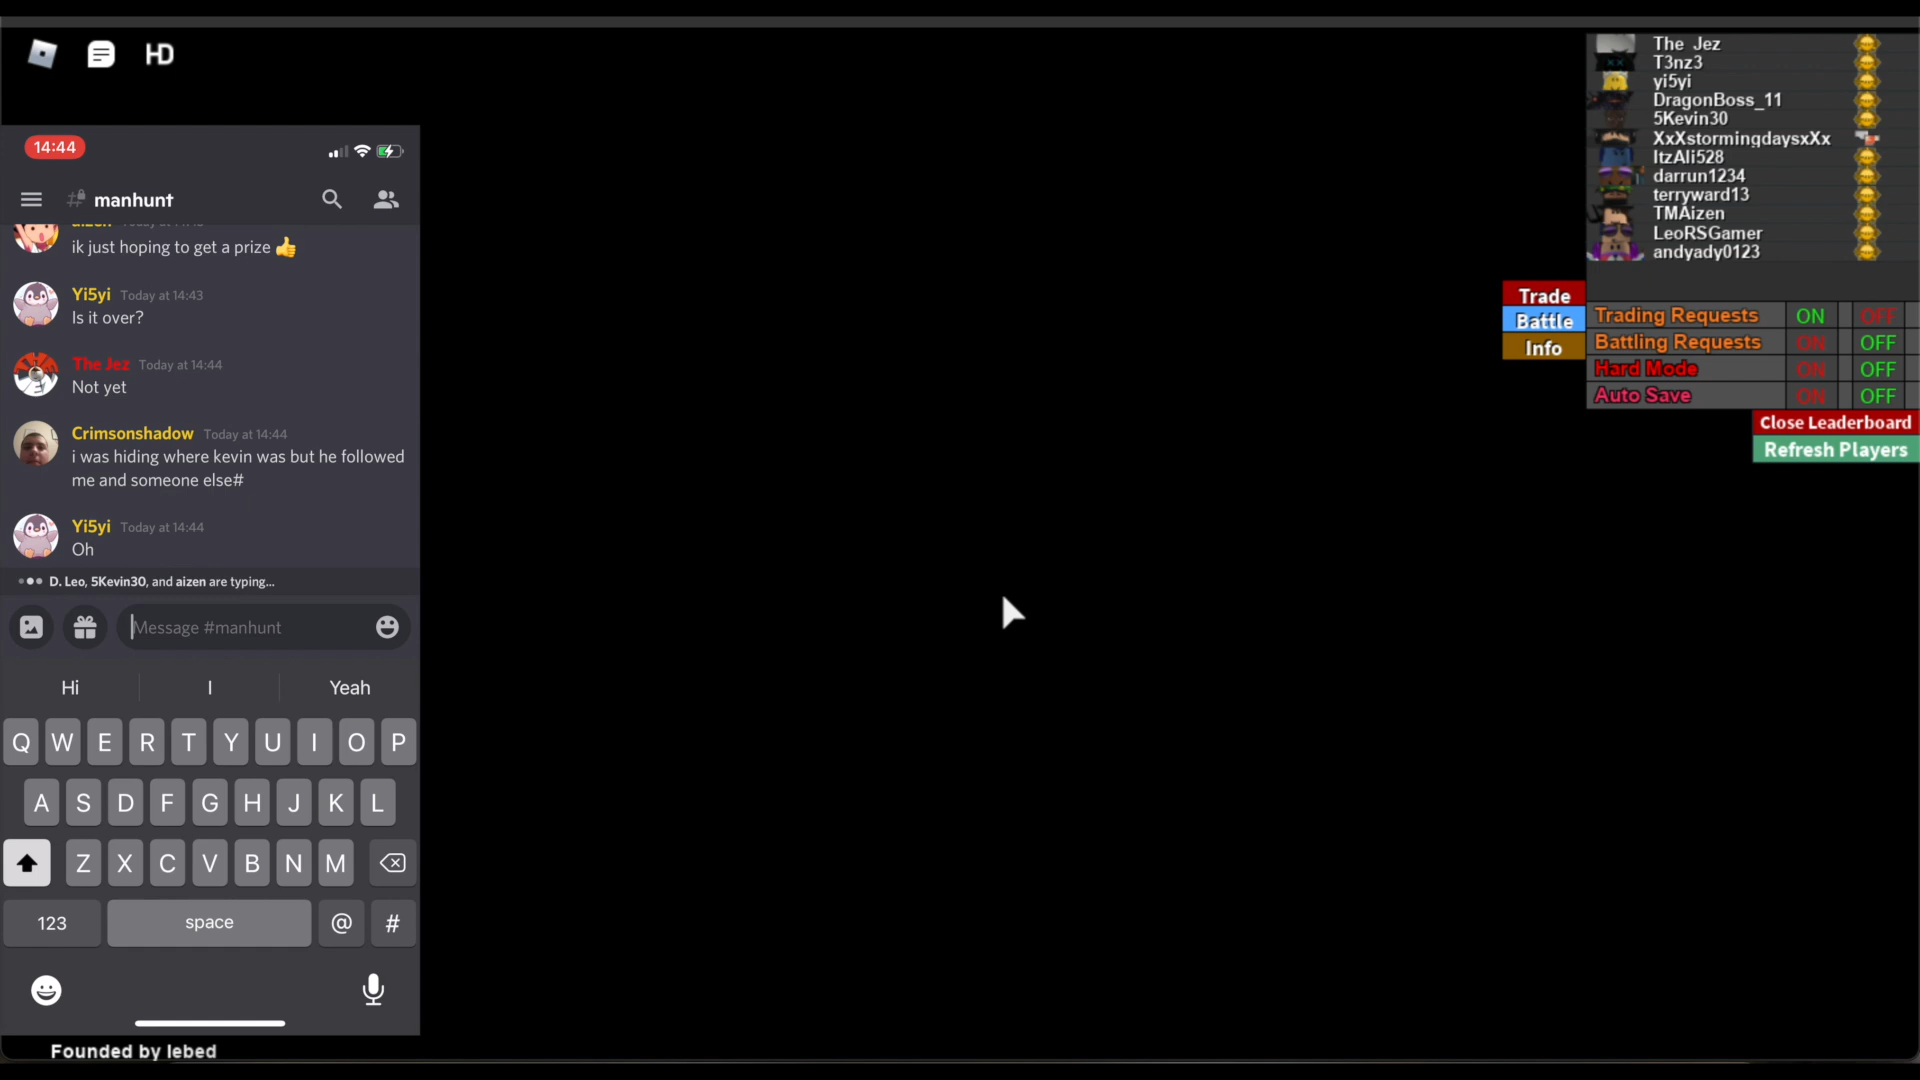 HD
14:44
manhunt
ik just hoping to get a prize 👍
Yi5yi Today at 14:43
Is it over?
The Jez Today at 14:44
Not yet
Crimsonshadow Today at 14:44
i was hiding where kevin was but he followed
me and someone else#
Yi5yi Today at 14:44
Oh
D. Leo, 5Kevin30, and aizen are typing...
Message #manhunt
Hi I Yeah
Q W E R T Y U I O P
A S D F G H J K L
Z X C V B N M
123 space @ #
Founded by lebed
The Jez
T3nz3
yi5yi
DragonBoss_11
5Kevin30
XxXstormingdaysxXx
ItzAli528
darrun1234
terryward13
TMAizen
LeoRSGamer
andyady0123
Trade
Battle
Info
Trading Requests ON OFF
Battling Requests ON OFF
Hard Mode ON OFF
Auto Save ON OFF
Close Leaderboard
Refresh Players